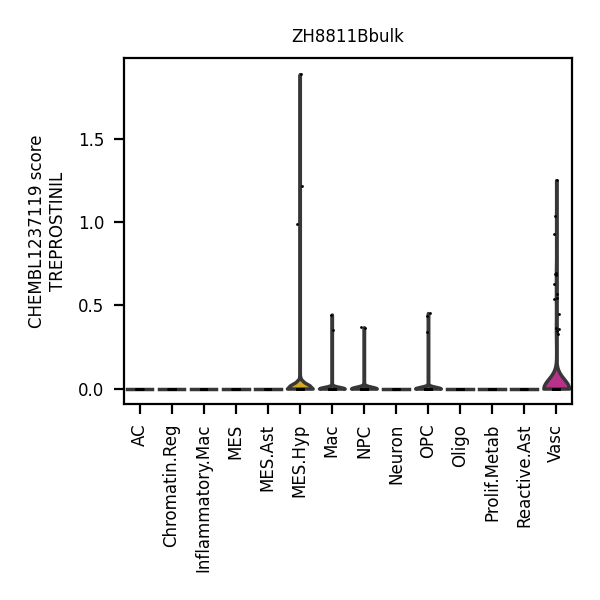 ZH8811Bbulk
CHEMBL1237119 score
TREPROSTINIL
1.5
1.0
0.5
0.0
AC
Chromatin.Reg
Inflammatory.Mac
MES
MES.Ast
MES.Hyp
Mac
NPC
Neuron
OPC
Oligo
Prolif.Metab
Reactive.Ast
Vasc